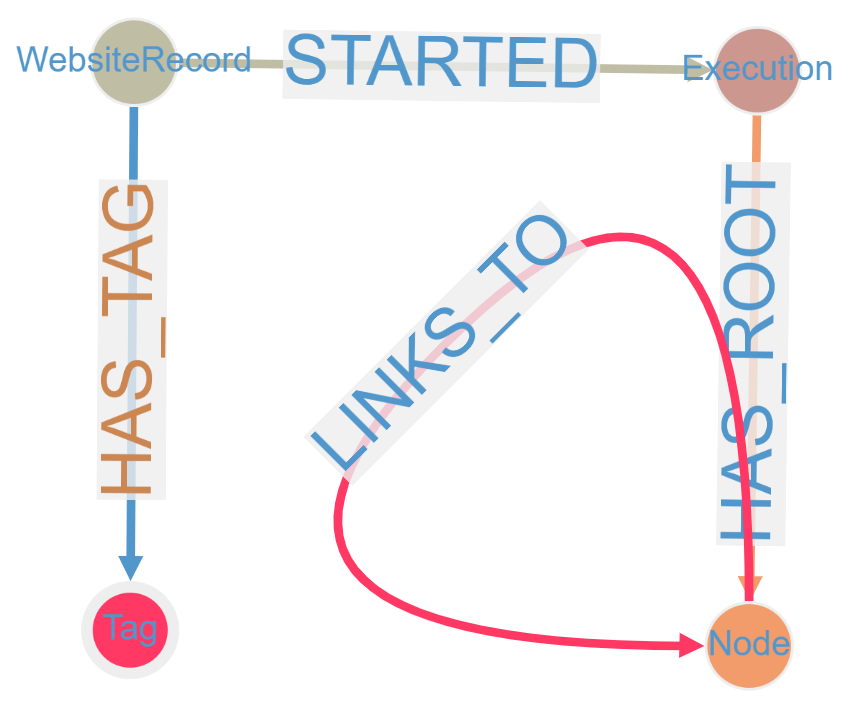 WebsiteRecord
STARTED
Execution
HAS_TAG
LINKS_TO
HAS_ROOT
Tag
Node